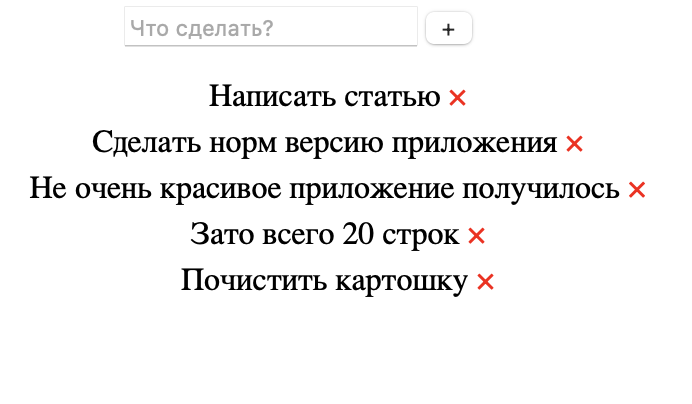 Что сделать? +
Написать статью ×
Сделать норм версию приложения ×
Не очень красивое приложение получилось ×
Зато всего 20 строк ×
Почистить картошку ×